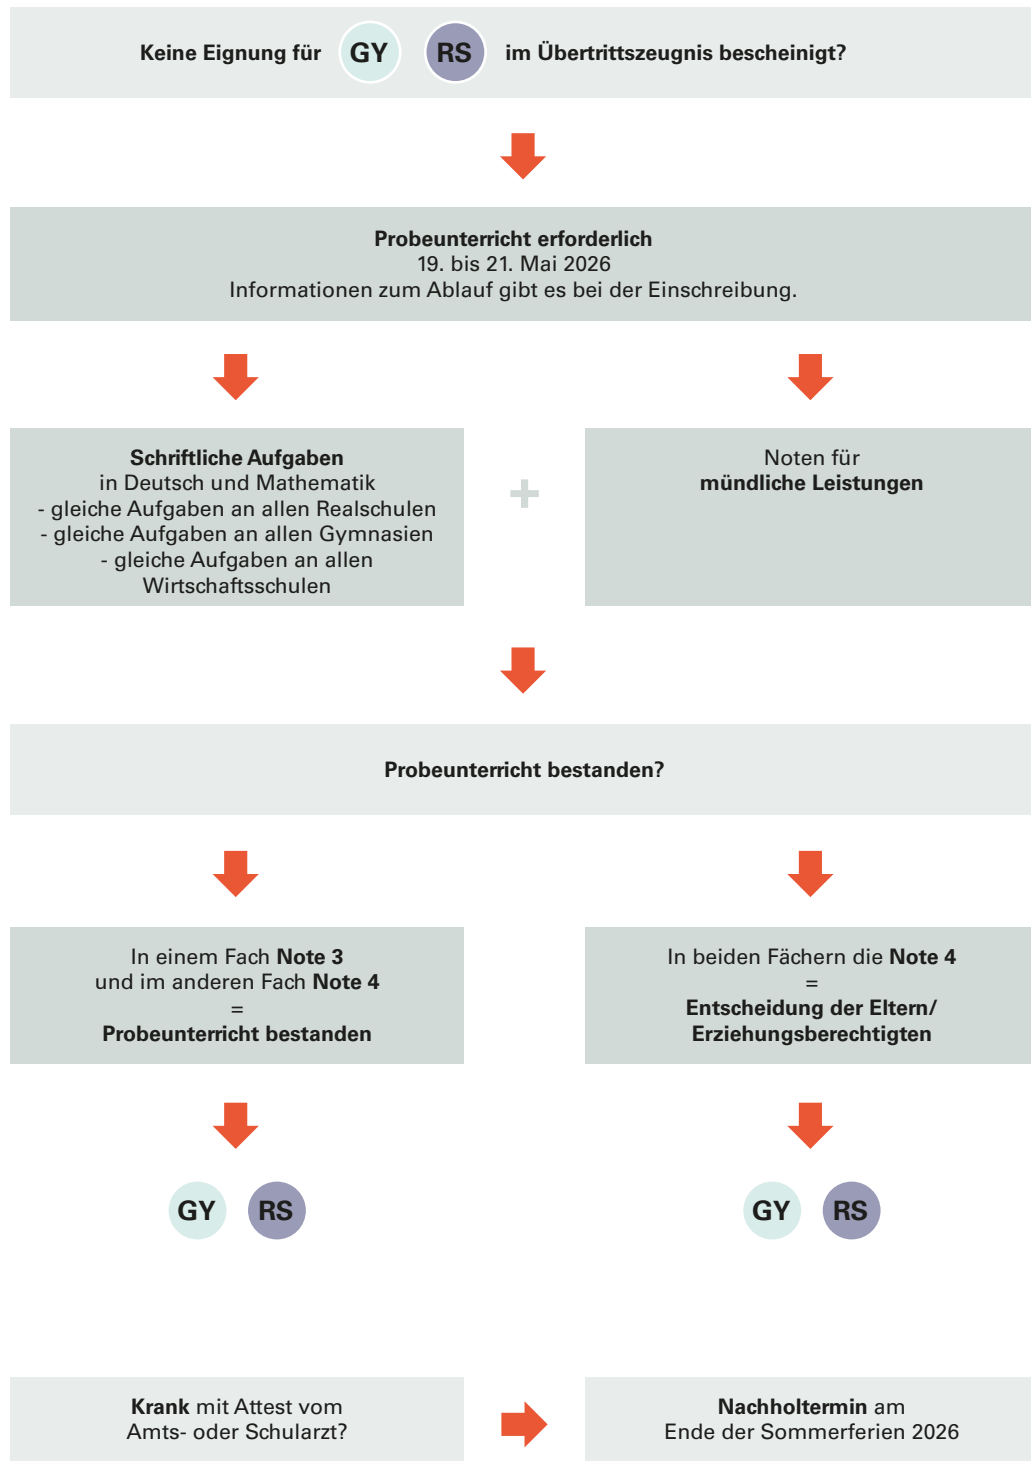 Keine Eignung für GY RS im Übertrittszeugnis bescheinigt?
Probeunterricht erforderlich
19. bis 21. Mai 2026
Informationen zum Ablauf gibt es bei der Einschreibung.
Schriftliche Aufgaben
in Deutsch und Mathematik
- gleiche Aufgaben an allen Realschulen
- gleiche Aufgaben an allen Gymnasien
- gleiche Aufgaben an allen
Wirtschaftsschulen
+
Noten für
mündliche Leistungen
Probeunterricht bestanden?
In einem Fach Note 3
und im anderen Fach Note 4
=
Probeunterricht bestanden
In beiden Fächern die Note 4
=
Entscheidung der Eltern/
Erziehungsberechtigten
GY RS
GY RS
Krank mit Attest vom
Amts- oder Schularzt?
Nachholtermin am
Ende der Sommerferien 2026